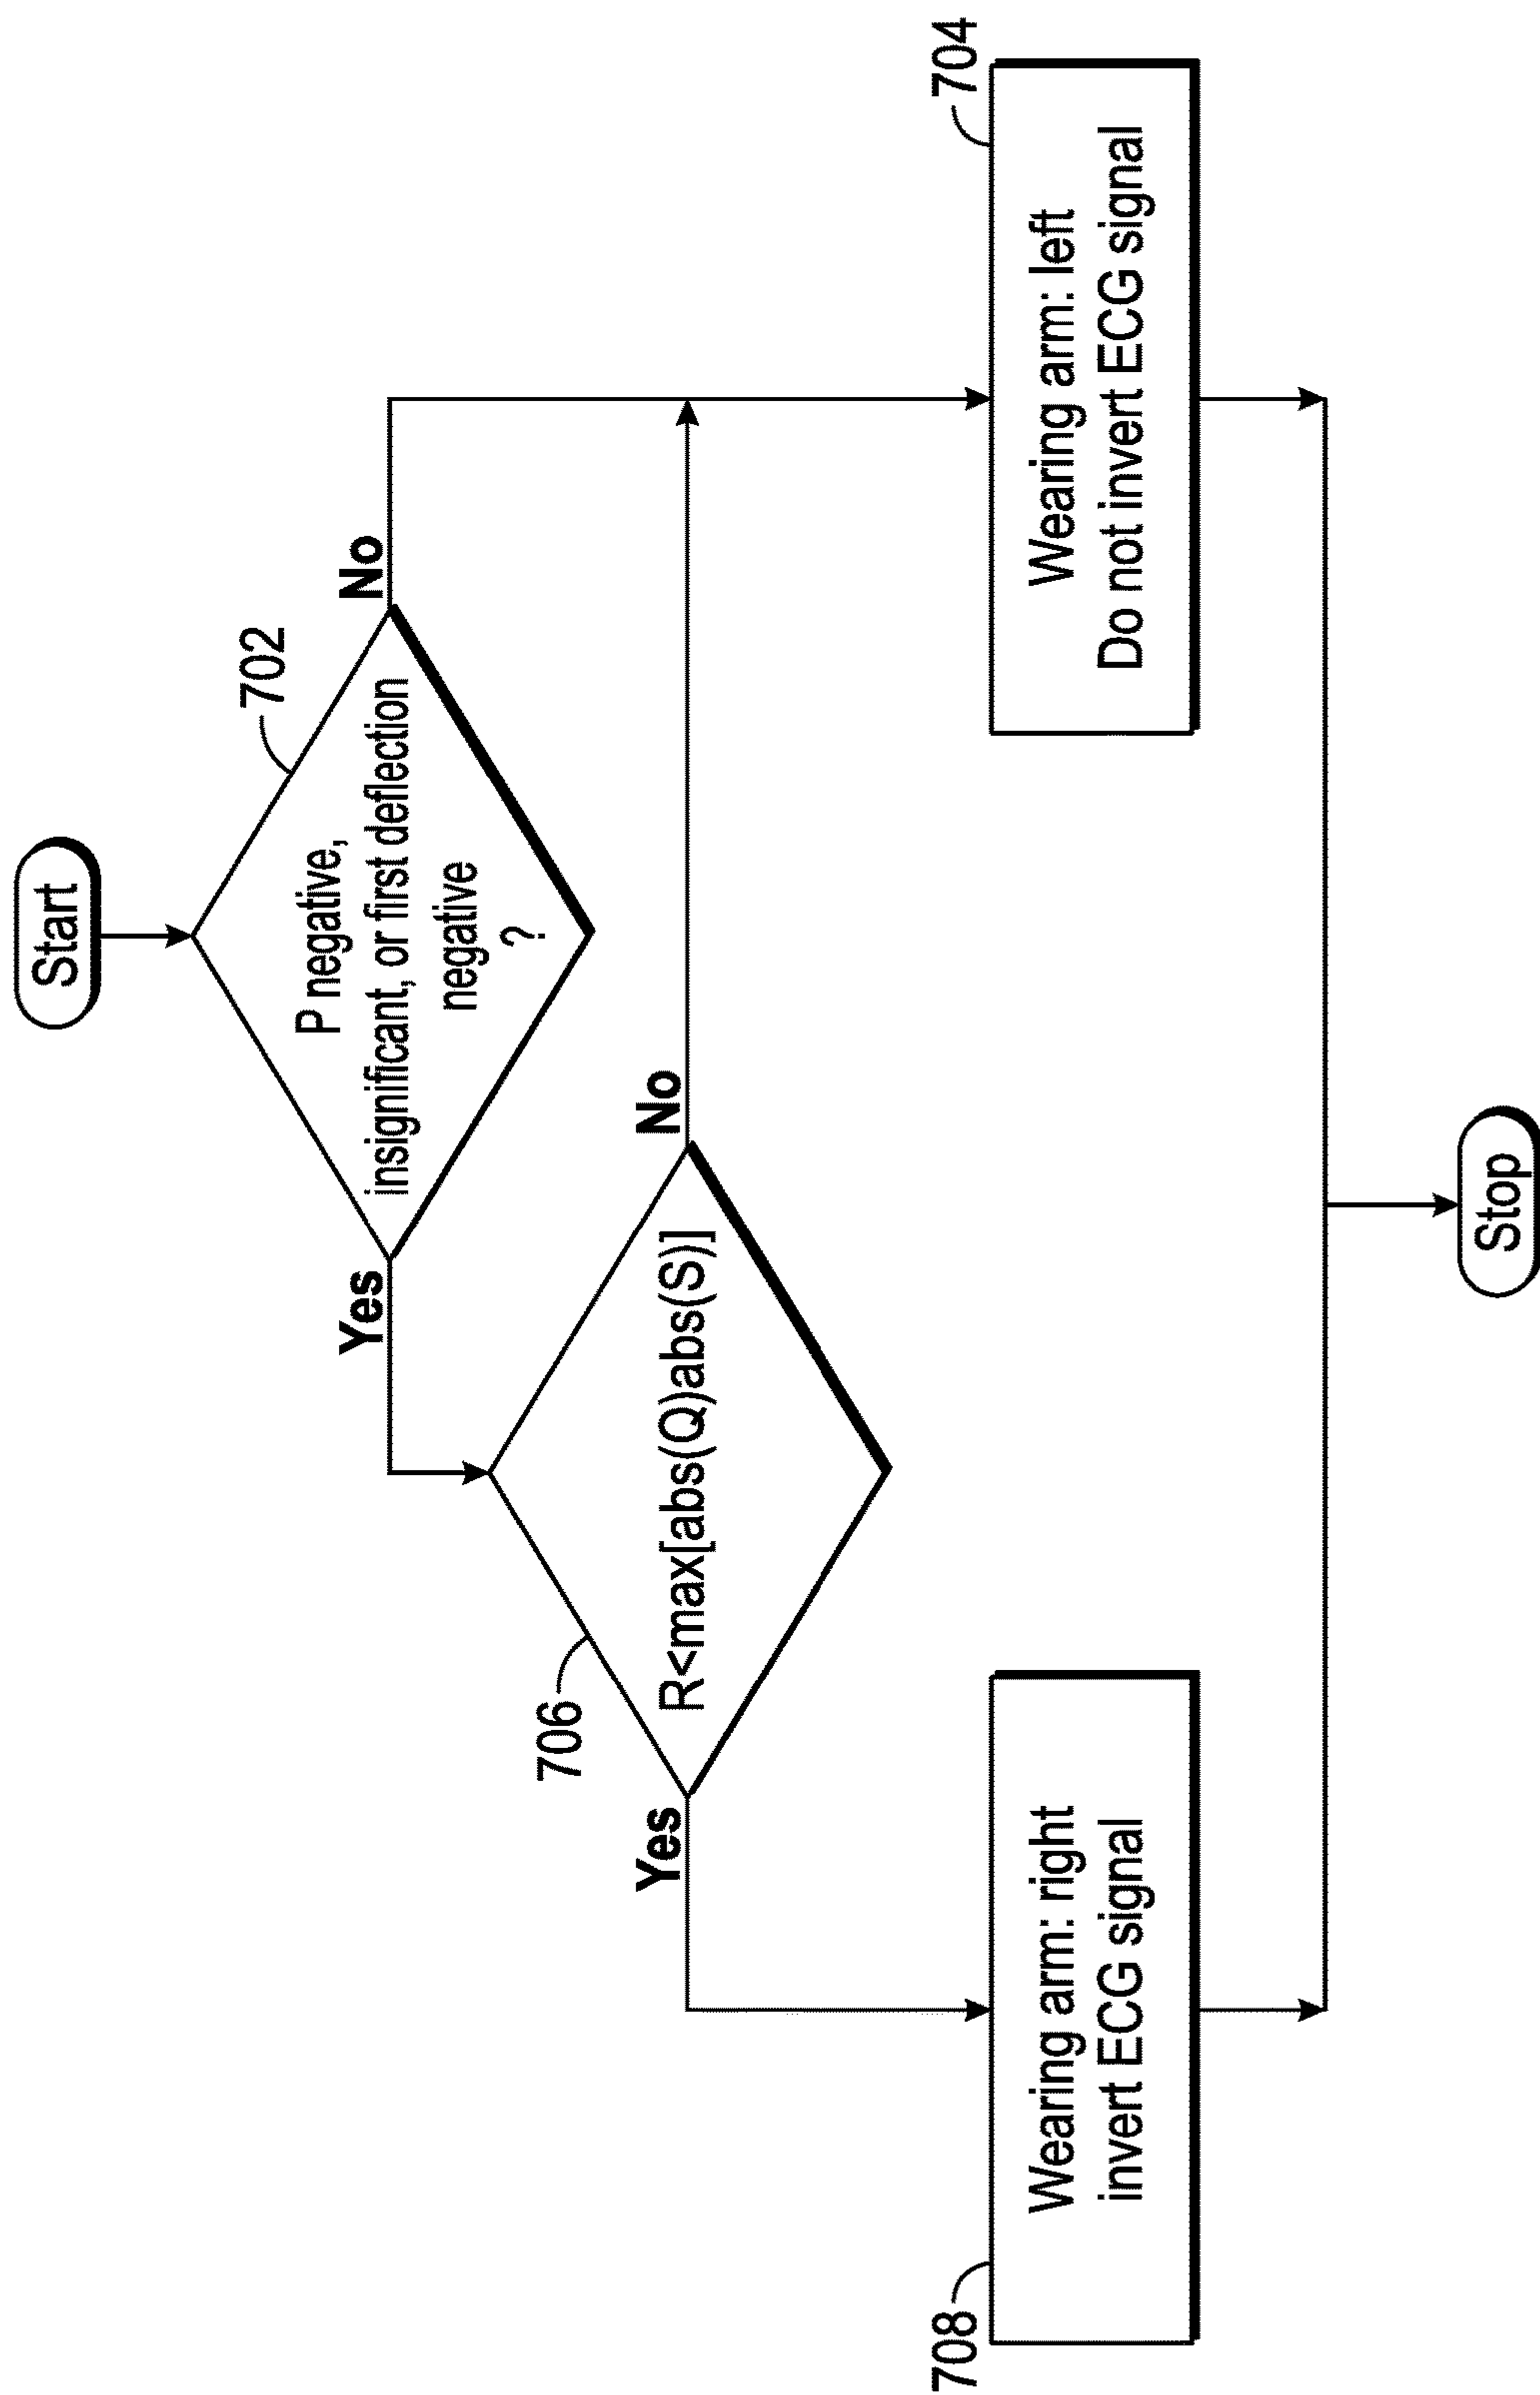 Start
702
P negative,
insignificant, or first deflection
negative
?
Yes
No
706
R<max[abs(Q)abs(S)]
Yes
No
708
Wearing arm: right
invert ECG signal
704
Wearing arm: left
Do not invert ECG signal
Stop